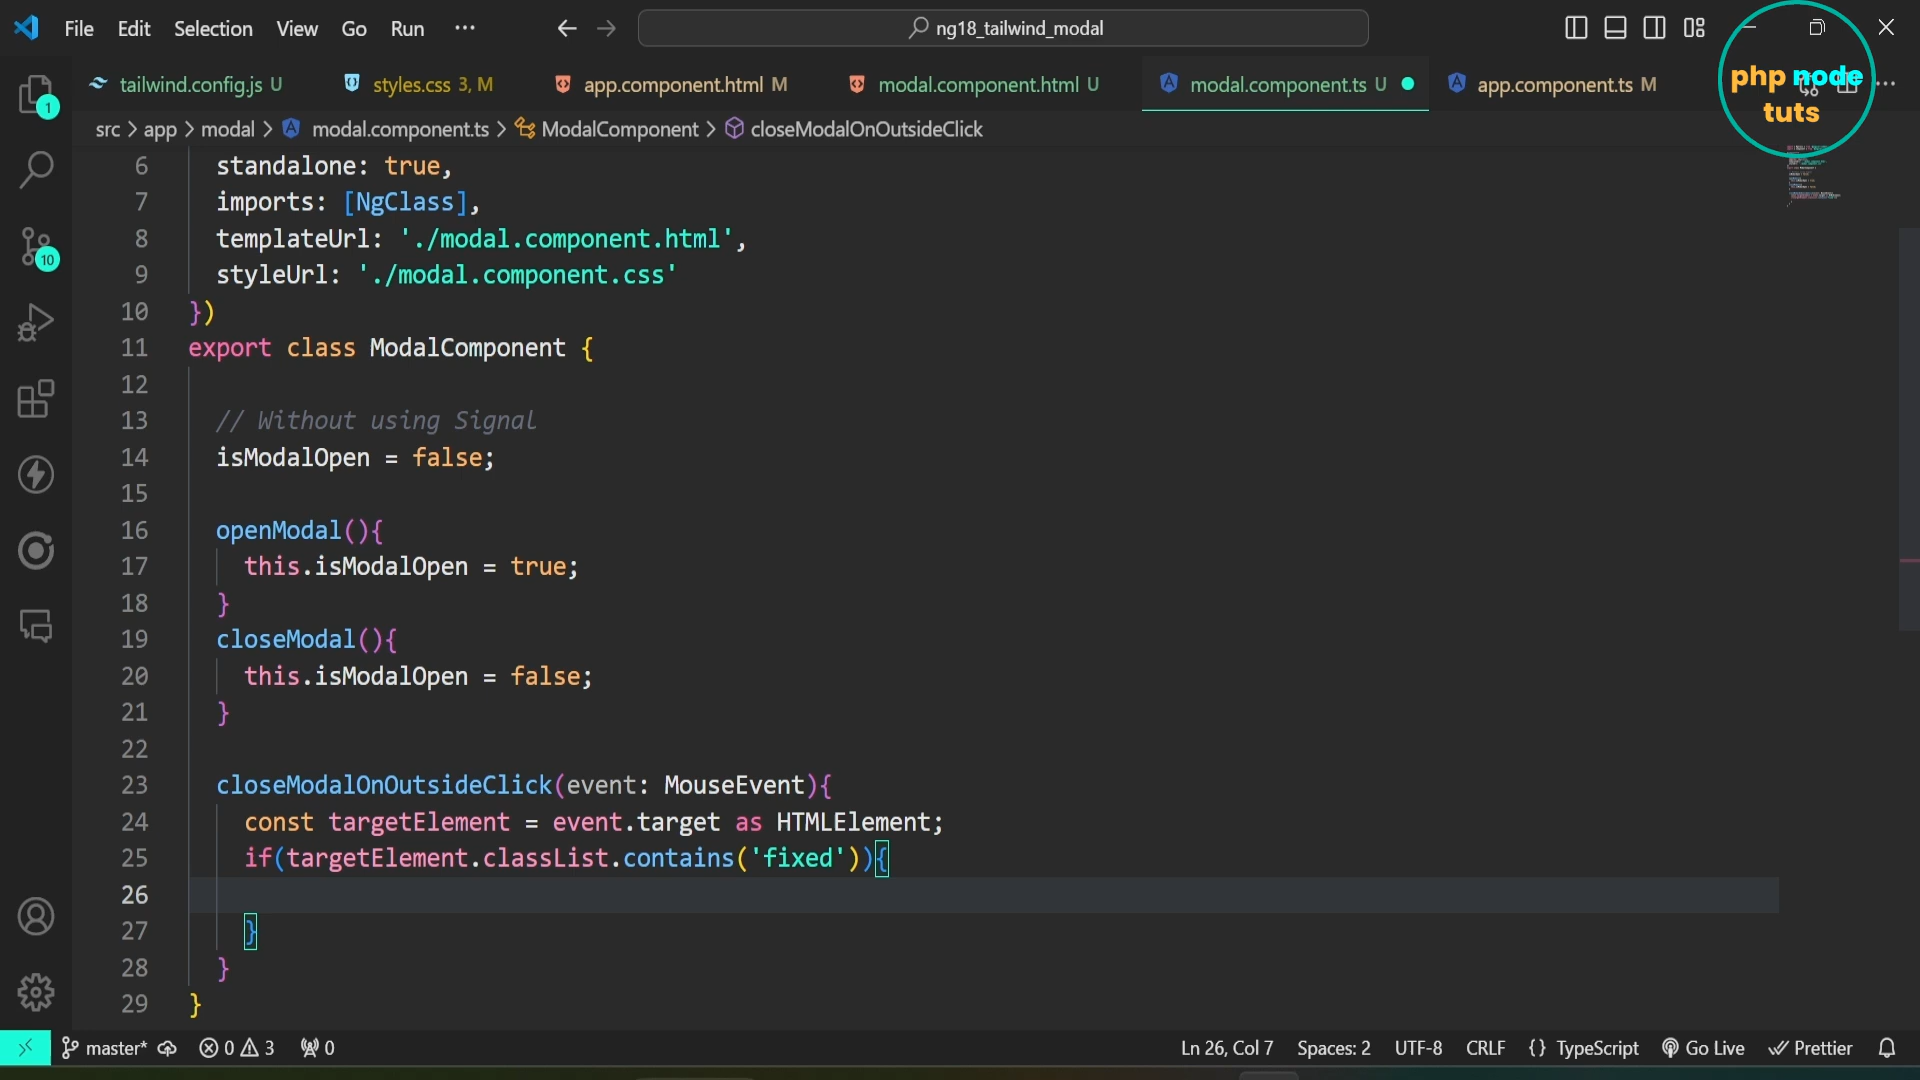 File Edit Selection View Go Run ··· ng18_tailwind_modal
php node
tuts
tailwind.config.js U styles.css 3, M app.component.html M modal.component.html U modal.component.ts U app.component.ts M
src > app > modal > modal.component.ts > ModalComponent > closeModalOnOutsideClick
6 standalone: true,
7 imports: [NgClass],
8 templateUrl: './modal.component.html',
9 styleUrl: './modal.component.css'
10 })
11 export class ModalComponent {
12
13 // Without using Signal
14 isModalOpen = false;
15
16 openModal(){
17 this.isModalOpen = true;
18 }
19 closeModal(){
20 this.isModalOpen = false;
21 }
22
23 closeModalOnOutsideClick(event: MouseEvent){
24 const targetElement = event.target as HTMLElement;
25 if(targetElement.classList.contains('fixed')){
26
27 }
28 }
29 }
1
10
master* 0 3 0 Ln 26, Col 7 Spaces: 2 UTF-8 CRLF {} TypeScript Go Live Prettier